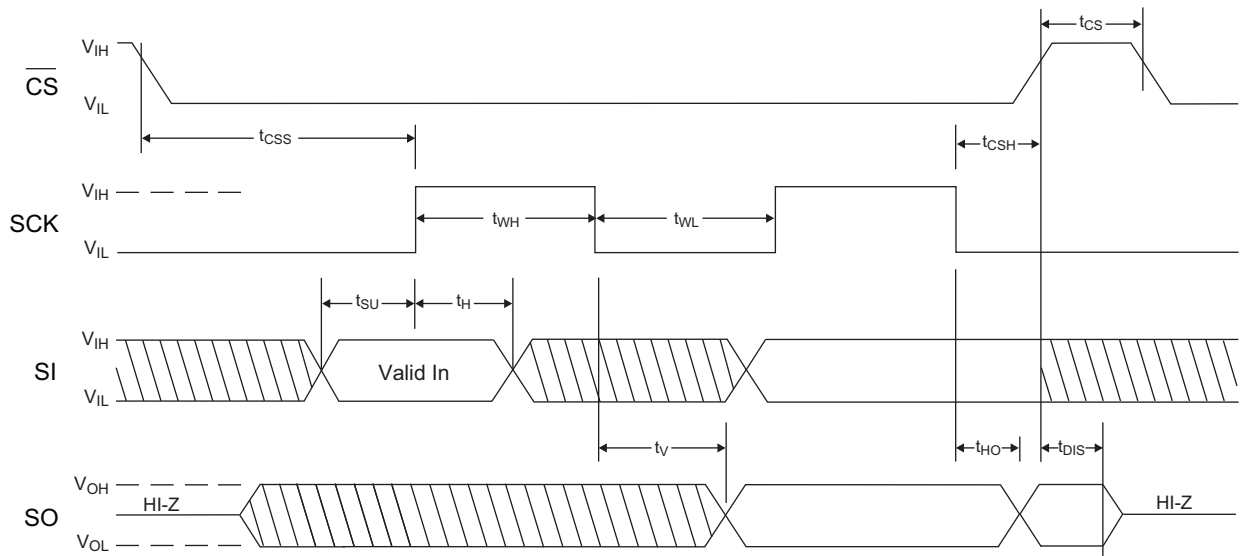 t_CS
V_IH
C̅S̅
V_IL
t_CSS
t_CSH
V_IH
SCK
t_WH
t_WL
V_IL
t_SU
t_H
V_IH
SI
Valid In
V_IL
t_V
t_HO
t_DIS
V_OH
HI-Z
HI-Z
SO
V_OL